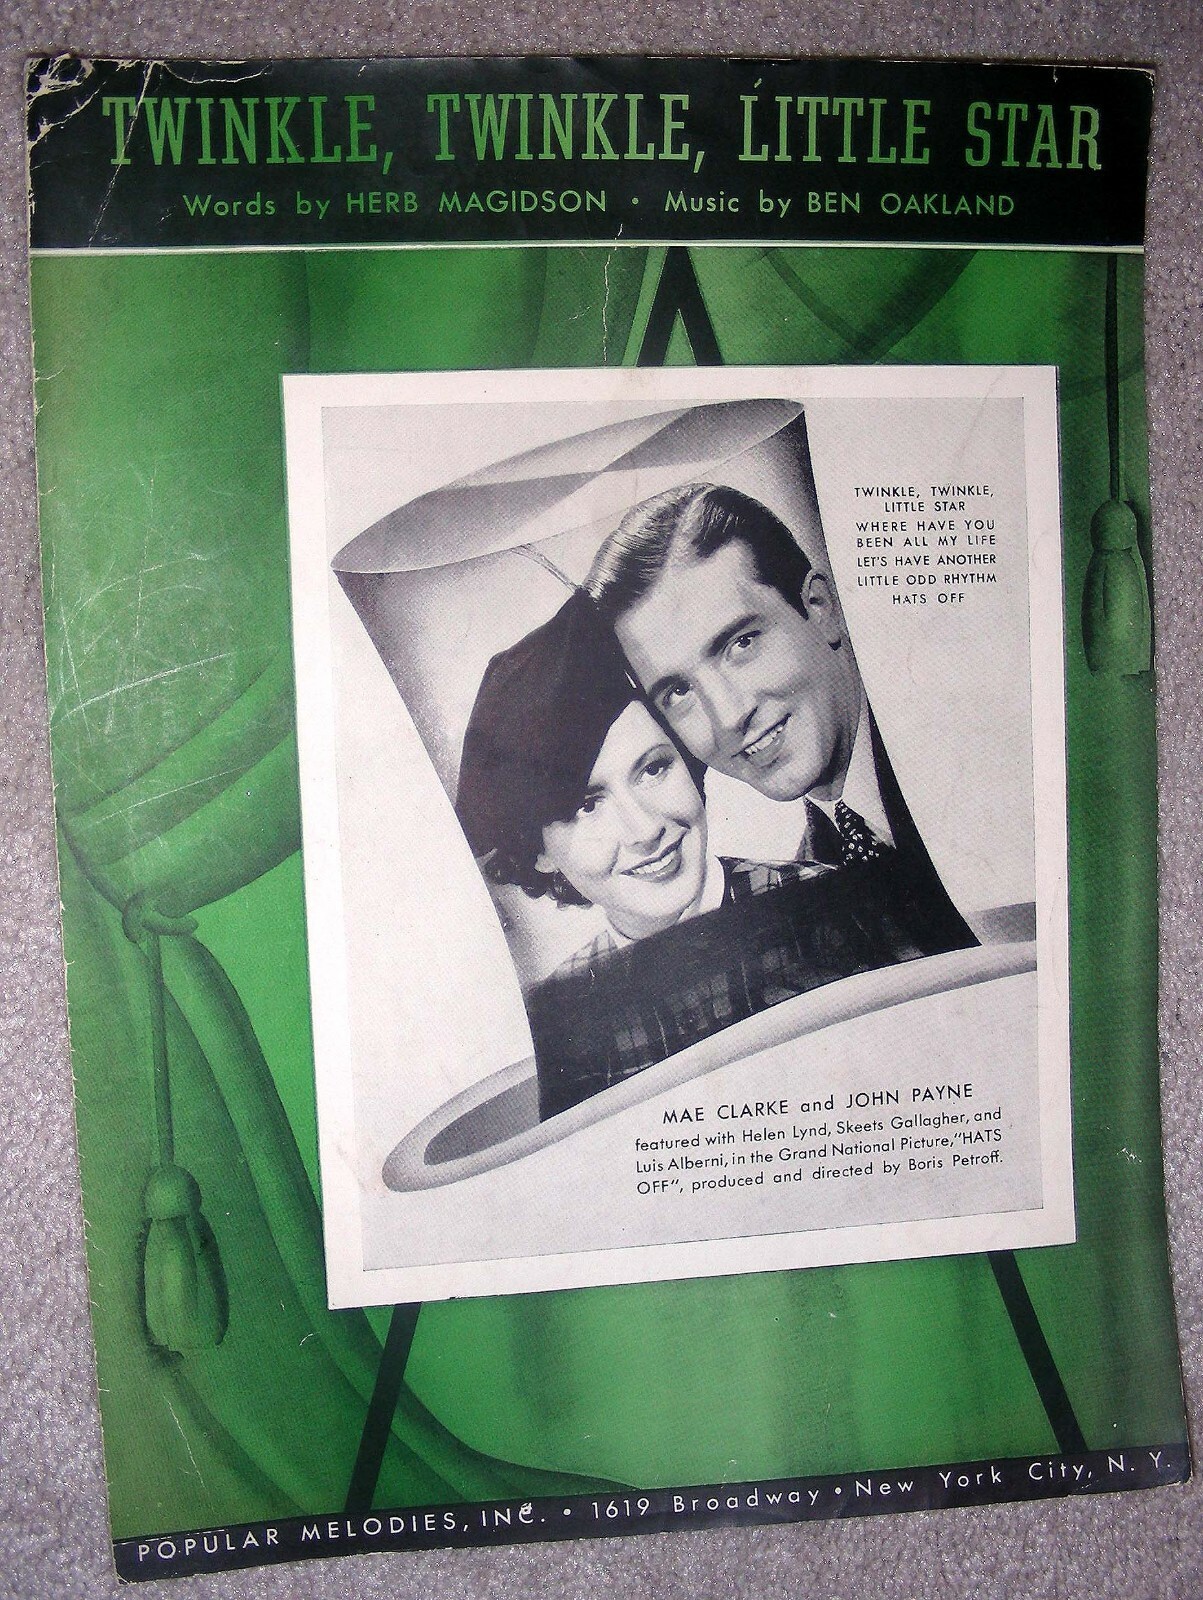 TWINKLE, TWINKLE, LITTLE STAR
Words by HERB MAGIDSON • Music by BEN OAKLAND
TWINKLE, TWINKLE,
LITTLE STAR
WHERE HAVE YOU
BEEN ALL MY LIFE
LET'S HAVE ANOTHER
LITTLE ODD RHYTHM
HATS OFF
MAE CLARKE and JOHN PAYNE
featured with Helen Lynd, Skeets Gallagher, and
Luis Alberni, in the Grand National Picture, "HATS
OFF", produced and directed by Boris Petroff.
POPULAR MELODIES, INC. • 1619 Broadway • New York City, N. Y.